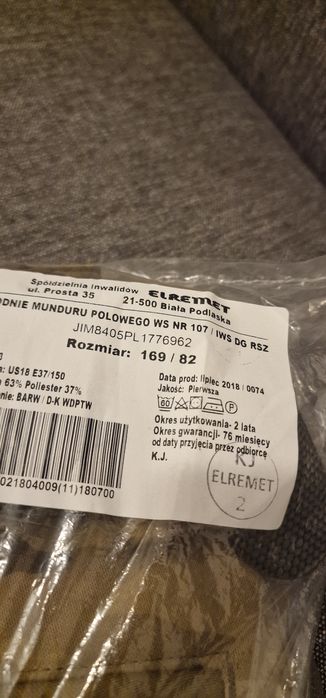 Spółdzielnia Inwalidów ELREMET
ul. Prosta 35 21-500 Biała Podlaska
ODNIE MUNDURU POLOWEGO WS NR 107 / IWS DG RSZ
JIM8405PL1776962
Rozmiar: 169 / 82
a: US18 E37/150
63% Poliester 37%
nie: BARW / D-K WDPTW
Data prod: lipiec 2018 / 0074
Jakość: Pierwsza
60
Okres użytkowania- 2 lata
Okres gwarancji- 76 miesięcy
od daty przyjęcia przez odbiorcę
K.J.
021804009(11)180700
KJ
ELREMET
2